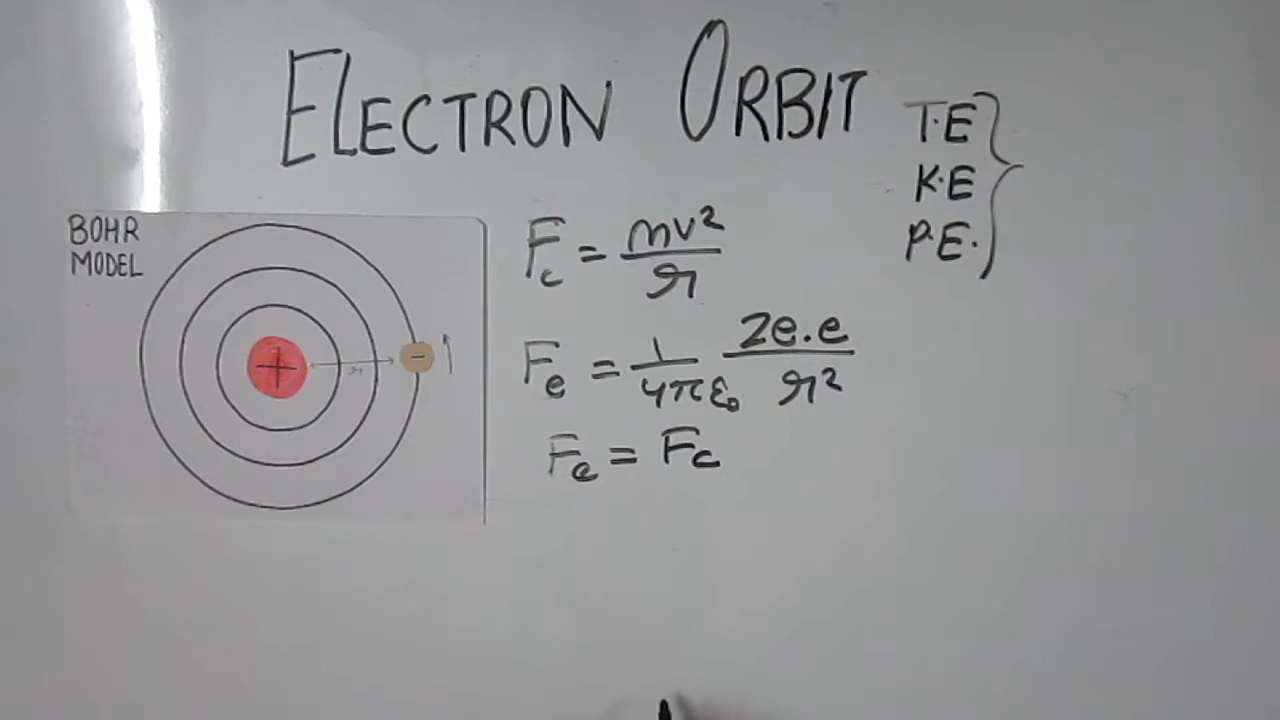 ELECTRON ORBIT
T.E
K.E
P.E.
BOHR
MODEL
+
r
-
Fc = mv²/r
Fe = 1/4πε₀ Ze.e/r²
Fe = Fc